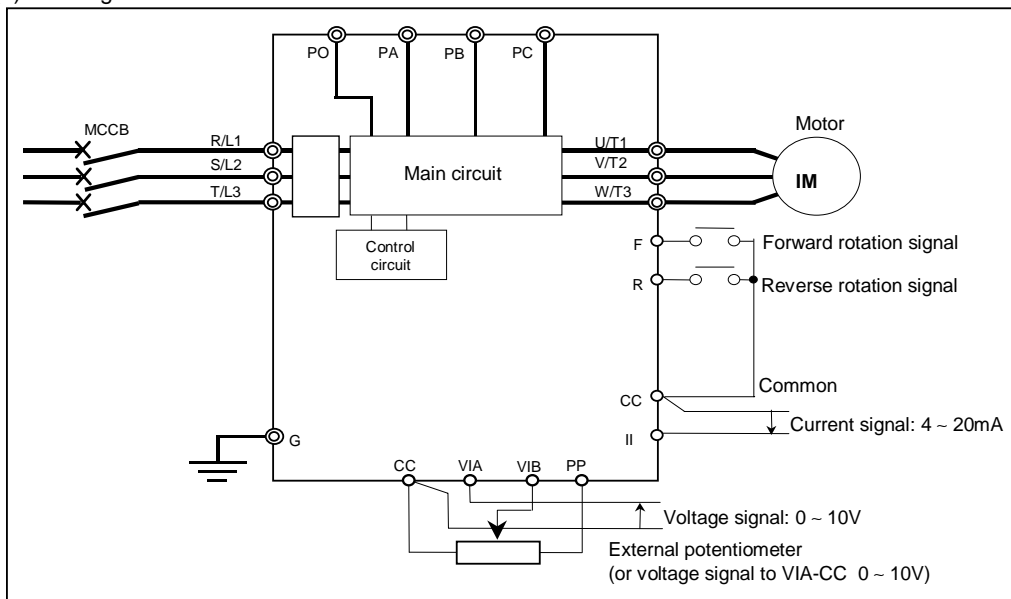 PO
PA
PB
PC
MCCB
R/L1
S/L2
T/L3
Main circuit
U/T1
V/T2
W/T3
Motor
IM
Control
circuit
F
Forward rotation signal
R
Reverse rotation signal
Common
CC
Current signal: 4 ~ 20mA
II
G
CC
VIA
VIB
PP
Voltage signal: 0 ~ 10V
External potentiometer
(or voltage signal to VIA-CC 0 ~ 10V)